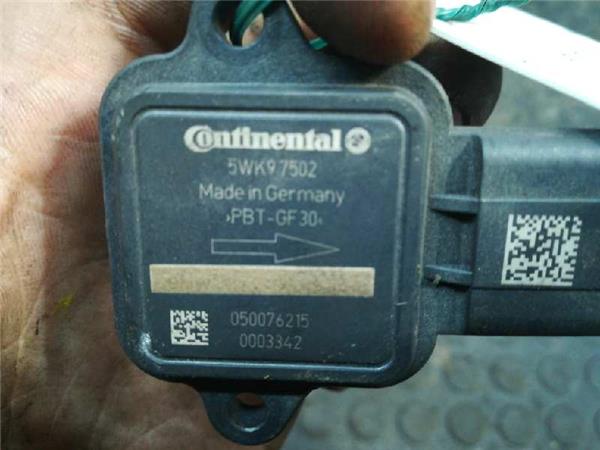 Continental
5WK9 7502
Made in Germany
>PBT-GF30<
050076215
0003342